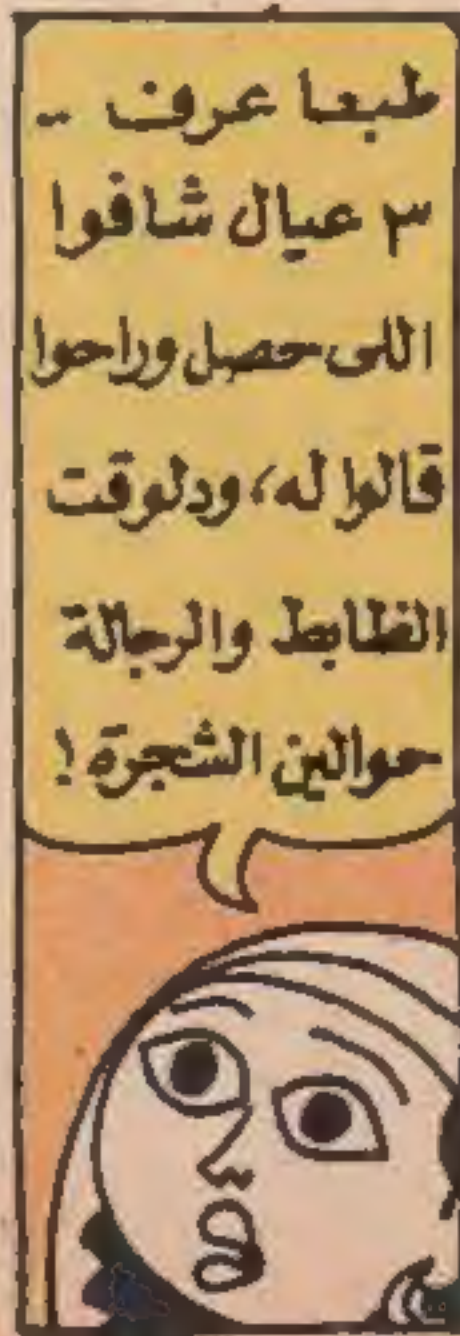 طبعا عرف ..
٣ عيال شافوا
اللى حصل وراحوا
قالوا له، ودلوقت
الظابط والرجالة
حوالين الشجرة !